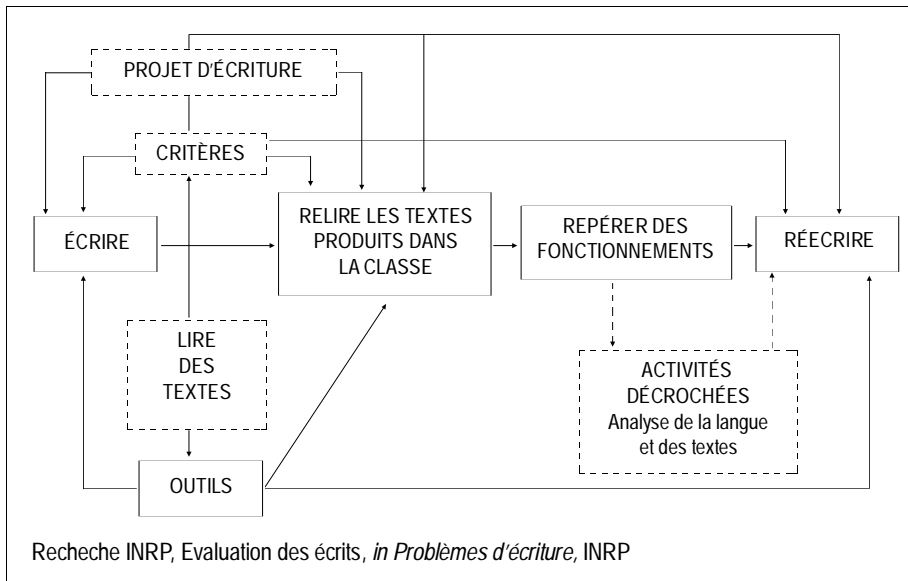 PROJET D'ÉCRITURE
CRITÈRES
ÉCRIRE
RELIRE LES TEXTES
PRODUITS DANS
LA CLASSE
REPÉRER DES
FONCTIONNEMENTS
RÉECRIRE
LIRE
DES
TEXTES
ACTIVITÉS
DÉCROCHÉES
Analyse de la langue
et des textes
OUTILS
Recheche INRP, Evaluation des écrits, in Problèmes d'écriture, INRP